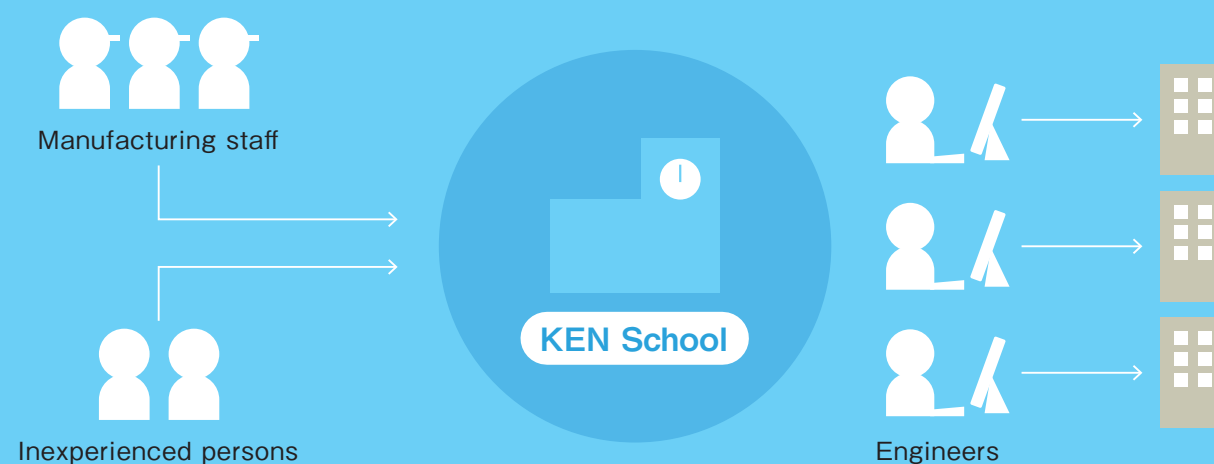 Manufacturing staff
KEN School
Inexperienced persons
Engineers